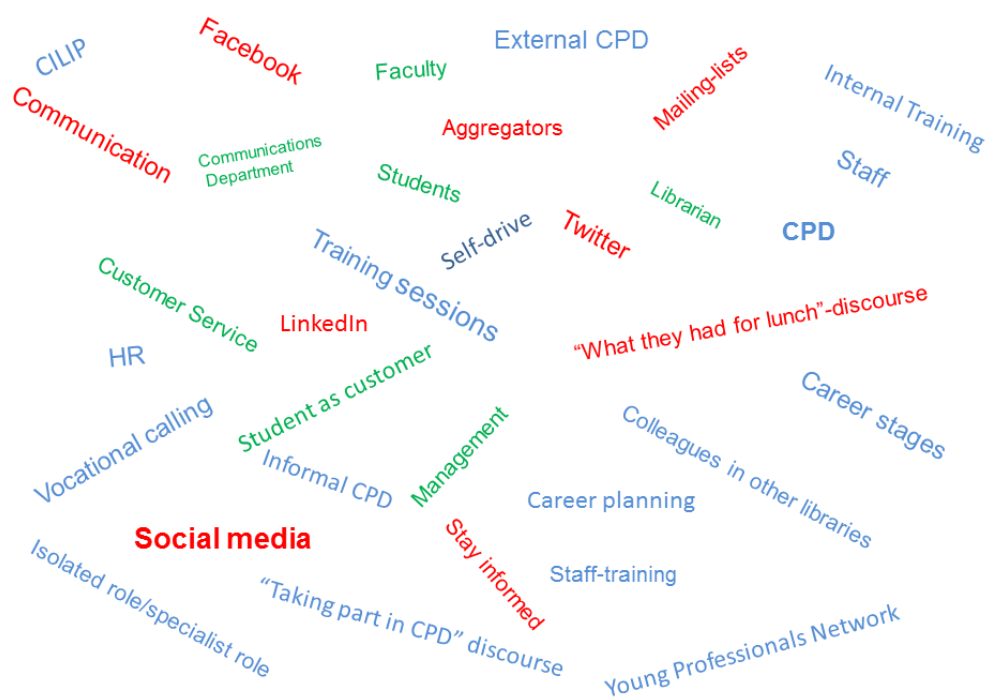 CILIP
Facebook
External CPD
Faculty
Mailing-lists
Internal Training
Communication
Aggregators
Communications
Department
Students
Staff
Librarian
Self-drive
Twitter
CPD
Training sessions
Customer Service
LinkedIn
“What they had for lunch”-discourse
HR
Student as customer
Career stages
Vocational calling
Management
Colleagues in other libraries
Informal CPD
Career planning
Social media
Stay informed
Staff-training
Isolated role/specialist role
“Taking part in CPD” discourse
Young Professionals Network